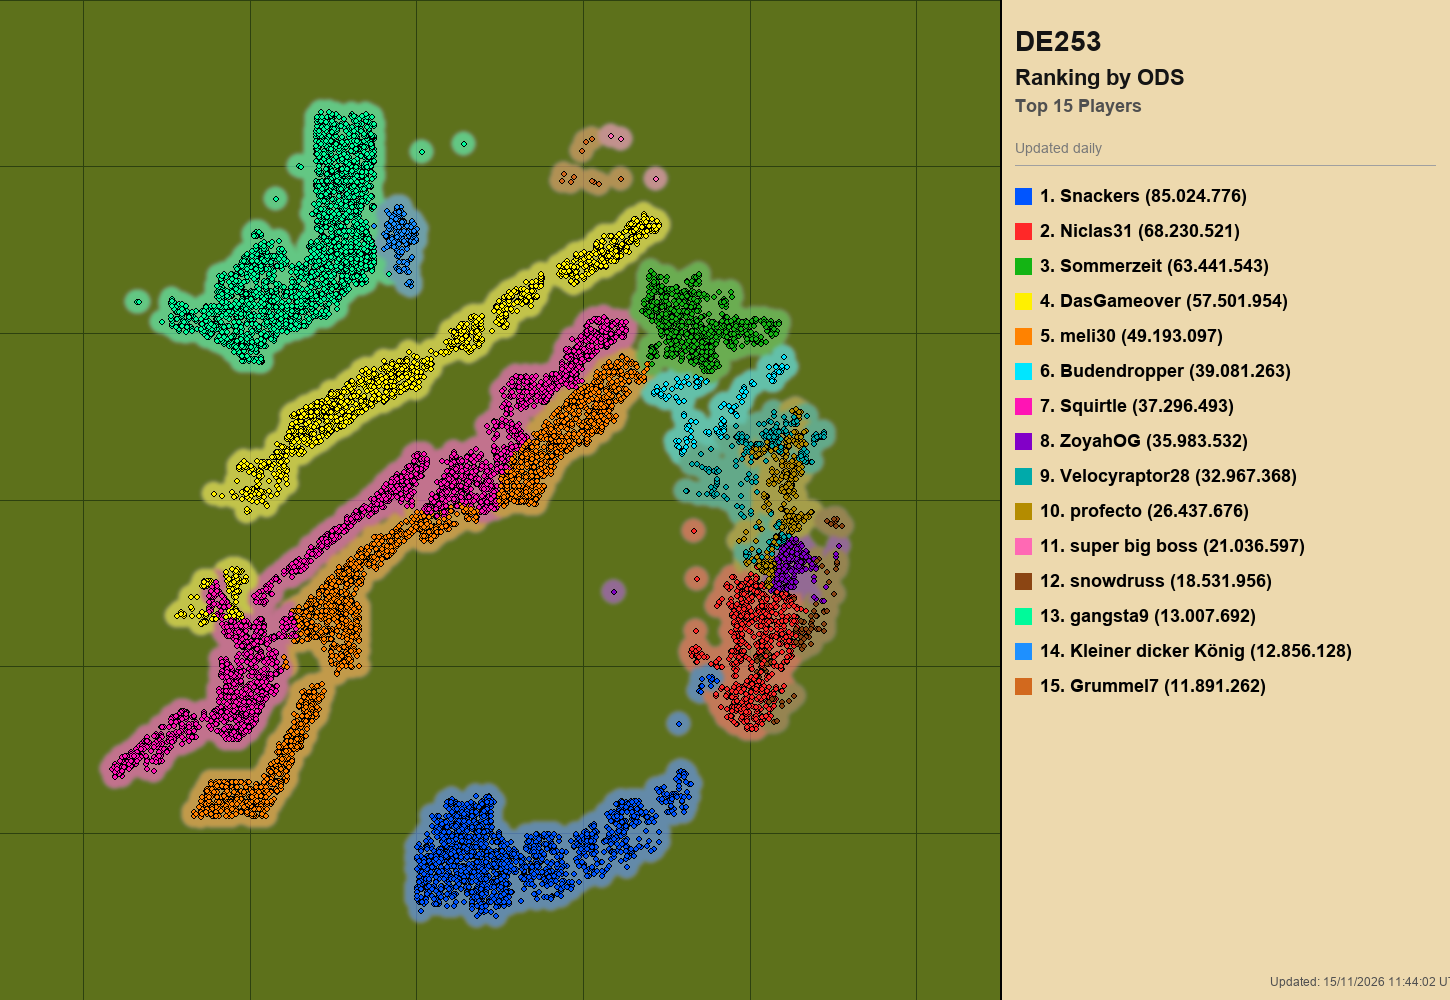 DE253
Ranking by ODS
Top 15 Players
Updated daily
1. Snackers (85.024.776)
2. Niclas31 (68.230.521)
3. Sommerzeit (63.441.543)
4. DasGameover (57.501.954)
5. meli30 (49.193.097)
6. Budendropper (39.081.263)
7. Squirtle (37.296.493)
8. ZoyahOG (35.983.532)
9. Velocyraptor28 (32.967.368)
10. profecto (26.437.676)
11. super big boss (21.036.597)
12. snowdruss (18.531.956)
13. gangsta9 (13.007.692)
14. Kleiner dicker König (12.856.128)
15. Grummel7 (11.891.262)
Updated: 15/11/2026 11:44:02